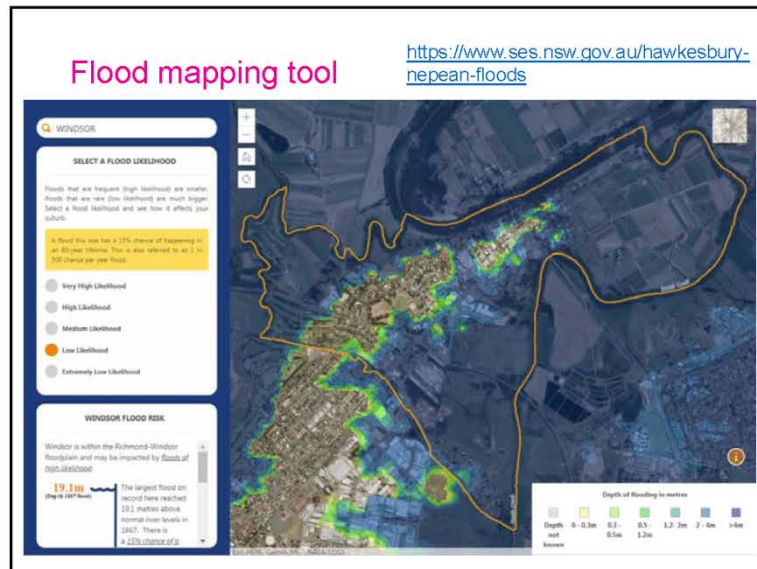 Flood mapping tool
https://www.ses.nsw.gov.au/hawkesbury-
nepean-floods
WINDSOR
SELECT A FLOOD LIKELIHOOD
Floods that are frequent (high likelihood) are smaller,
floods that are rare (low likelihood) are much bigger.
Select a flood likelihood and see how it affects your
suburb.
A flood this size has a 15% chance of happening in
an 80-year lifetime. This is also referred to as 1 in
500 chance per year flood.
Very High Likelihood
High Likelihood
Medium Likelihood
Low Likelihood
Extremely Low Likelihood
WINDSOR FLOOD RISK
Windsor is within the Richmond-Windsor
floodplain and may be impacted by floods of
high likelihood.
19.1m
(Sep 1867 flood)
The largest flood on
record here reached
19.1 metres above
normal river levels in
1867. There is
a 15% chance of a
Depth of flooding in metres
Depth
not
known
0 - 0.3m
0.3 -
0.5m
0.5 -
1.2m
1.2- 2m
2 - 4m
>4m